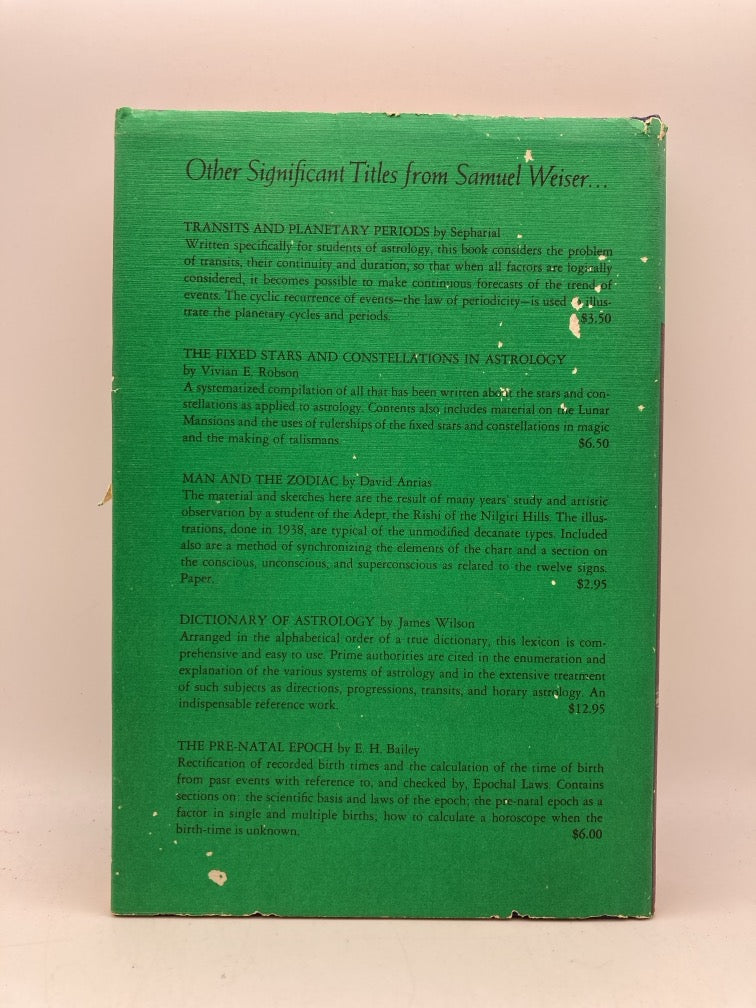 Other Significant Titles from Samuel Weiser...
TRANSITS AND PLANETARY PERIODS by Sepharial
Written specifically for students of astrology, this book considers the problem
of transits, their continuity and duration, so that when all factors are logically
considered, it becomes possible to make continuous forecasts of the trend of
events. The cyclic recurrence of events—the law of periodicity—is used to illus-
trate the planetary cycles and periods. $3.50
THE FIXED STARS AND CONSTELLATIONS IN ASTROLOGY
by Vivian E. Robson
A systematized compilation of all that has been written about the stars and con-
stellations as applied to astrology. Contents also includes material on the Lunar
Mansions and the uses of rulerships of the fixed stars and constellations in magic
and the making of talismans. $6.50
MAN AND THE ZODIAC by David Anrias
The material and sketches here are the result of many years' study and artistic
observation by a student of the Adept, the Rishi of the Nilgiri Hills. The illus-
trations, done in 1938, are typical of the unmodified decanate types. Included
also are a method of synchronizing the elements of the chart and a section on
the conscious, unconscious, and superconscious as related to the twelve signs.
Paper. $2.95
DICTIONARY OF ASTROLOGY by James Wilson
Arranged in the alphabetical order of a true dictionary, this lexicon is com-
prehensive and easy to use. Prime authorities are cited in the enumeration and
explanation of the various systems of astrology and in the extensive treatment
of such subjects as directions, progressions, transits, and horary astrology. An
indispensable reference work. $12.95
THE PRE-NATAL EPOCH by E. H. Bailey
Rectification of recorded birth times and the calculation of the time of birth
from past events with reference to, and checked by, Epochal Laws. Contains
sections on the scientific basis and laws of the epoch; the pre-natal epoch as a
factor in single and multiple births; how to calculate a horoscope when the
birth-time is unknown. $6.00